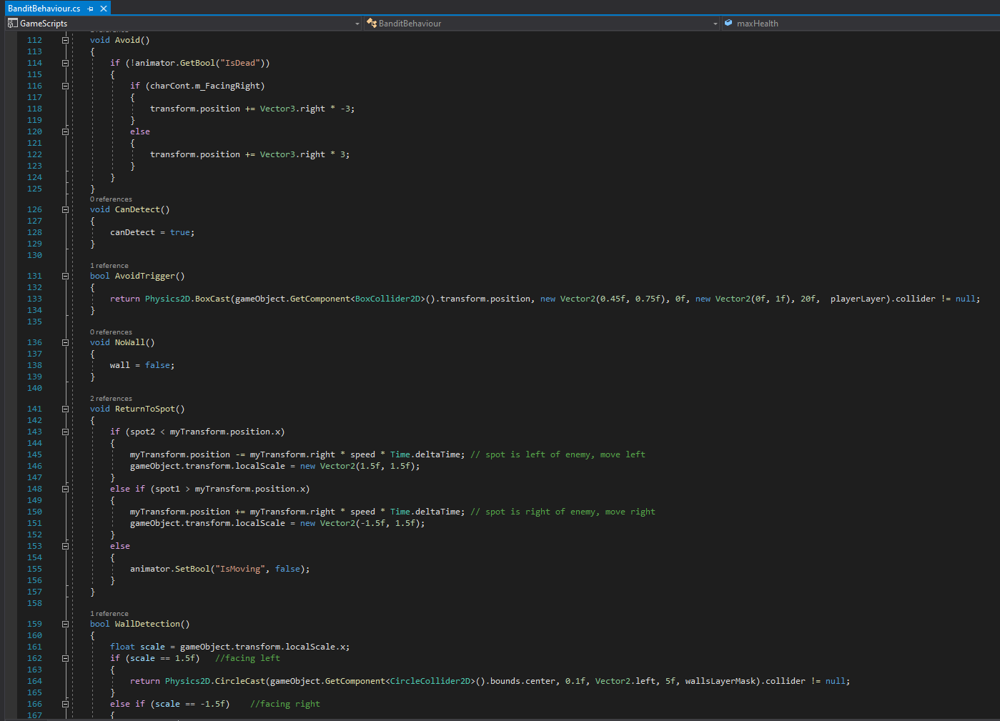 BanditBehaviour.cs
GameScripts BanditBehaviour maxHealth
112 void Avoid()
113 {
114 if (!animator.GetBool("IsDead"))
115 {
116 if (charCont.m_FacingRight)
117 {
118 transform.position += Vector3.right * -3;
119 }
120 else
121 {
122 transform.position += Vector3.right * 3;
123 }
124 }
125 }
0 references
126 void CanDetect()
127 {
128 canDetect = true;
129 }
130
1 reference
131 bool AvoidTrigger()
132 {
133 return Physics2D.BoxCast(gameObject.GetComponent<BoxCollider2D>().transform.position, new Vector2(0.45f, 0.75f), 0f, new Vector2(0f, 1f), 20f,  playerLayer).collider != null;
134 }
135
0 references
136 void NoWall()
137 {
138 wall = false;
139 }
140
2 references
141 void ReturnToSpot()
142 {
143 if (spot2 < myTransform.position.x)
144 {
145 myTransform.position -= myTransform.right * speed * Time.deltaTime; // spot is left of enemy, move left
146 gameObject.transform.localScale = new Vector2(1.5f, 1.5f);
147 }
148 else if (spot1 > myTransform.position.x)
149 {
150 myTransform.position += myTransform.right * speed * Time.deltaTime; // spot is right of enemy, move right
151 gameObject.transform.localScale = new Vector2(-1.5f, 1.5f);
152 }
153 else
154 {
155 animator.SetBool("IsMoving", false);
156 }
157 }
158
1 reference
159 bool WallDetection()
160 {
161 float scale = gameObject.transform.localScale.x;
162 if (scale == 1.5f)   //facing left
163 {
164 return Physics2D.CircleCast(gameObject.GetComponent<CircleCollider2D>().bounds.center, 0.1f, Vector2.left, 5f, wallsLayerMask).collider != null;
165 }
166 else if (scale == -1.5f)    //facing right
167 {